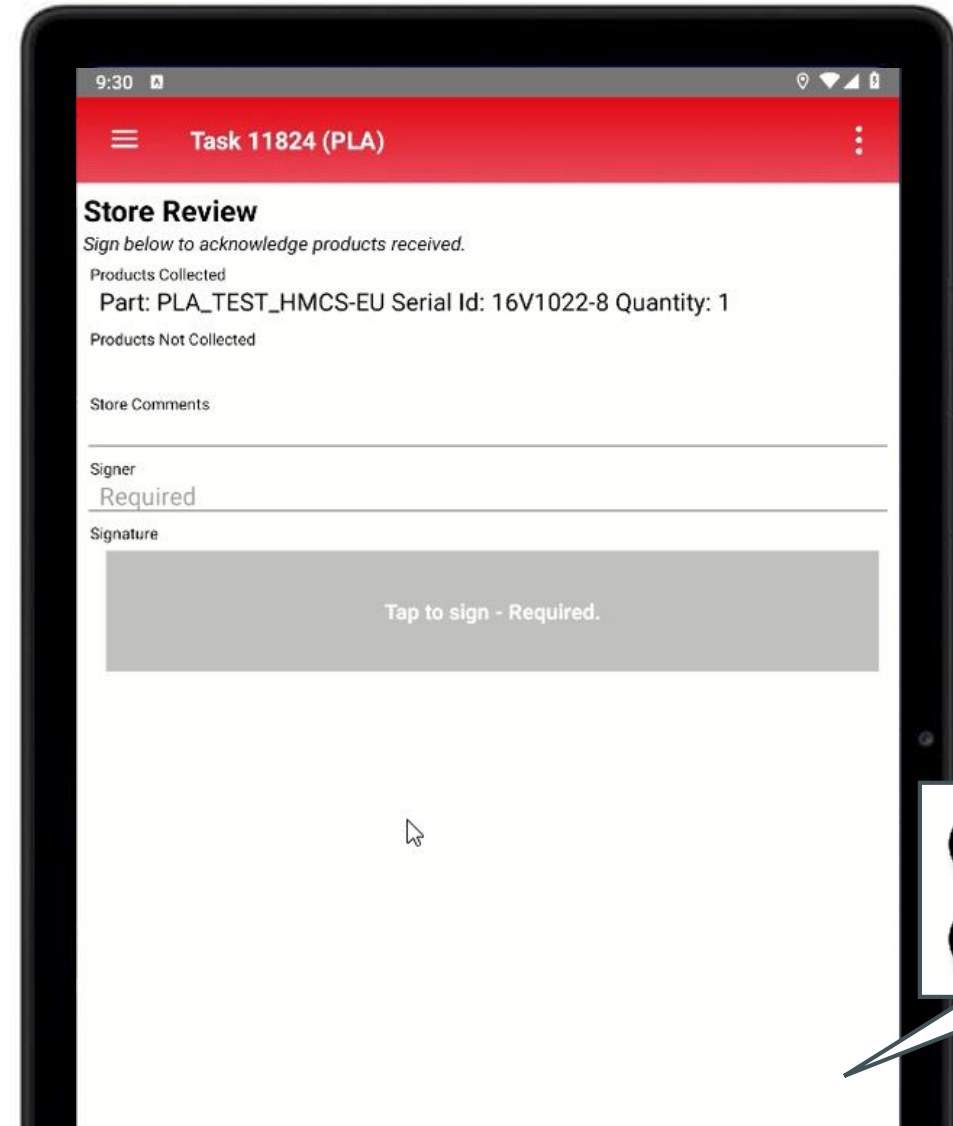 9:30
Task 11824 (PLA)
Store Review
Sign below to acknowledge products received.
Products Collected
Part: PLA_TEST_HMCS-EU Serial Id: 16V1022-8 Quantity: 1
Products Not Collected
Store Comments
Signer
Required
Signature
Tap to sign - Required.